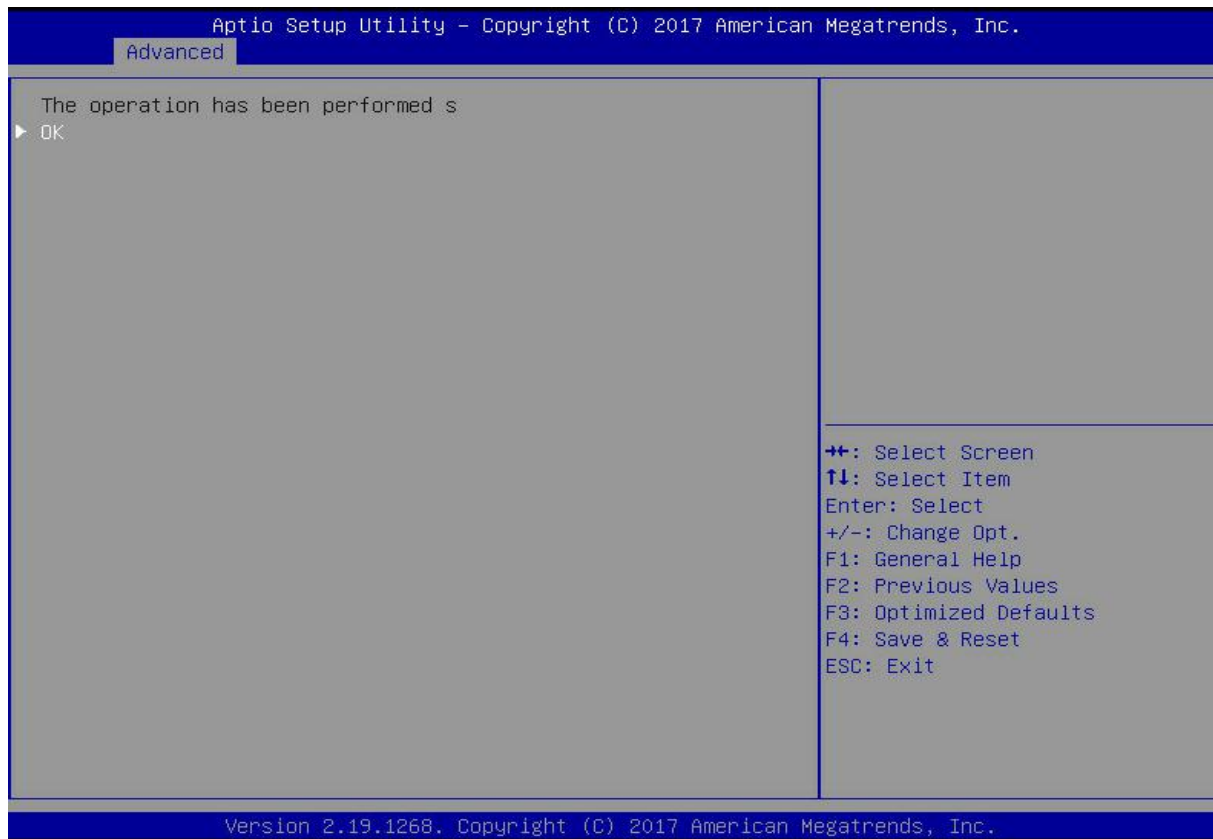 Aptio Setup Utility – Copyright (C) 2017 American Megatrends, Inc.
Advanced
The operation has been performed s
▶ OK
→←: Select Screen
↑↓: Select Item
Enter: Select
+/-: Change Opt.
F1: General Help
F2: Previous Values
F3: Optimized Defaults
F4: Save & Reset
ESC: Exit
Version 2.19.1268. Copyright (C) 2017 American Megatrends, Inc.